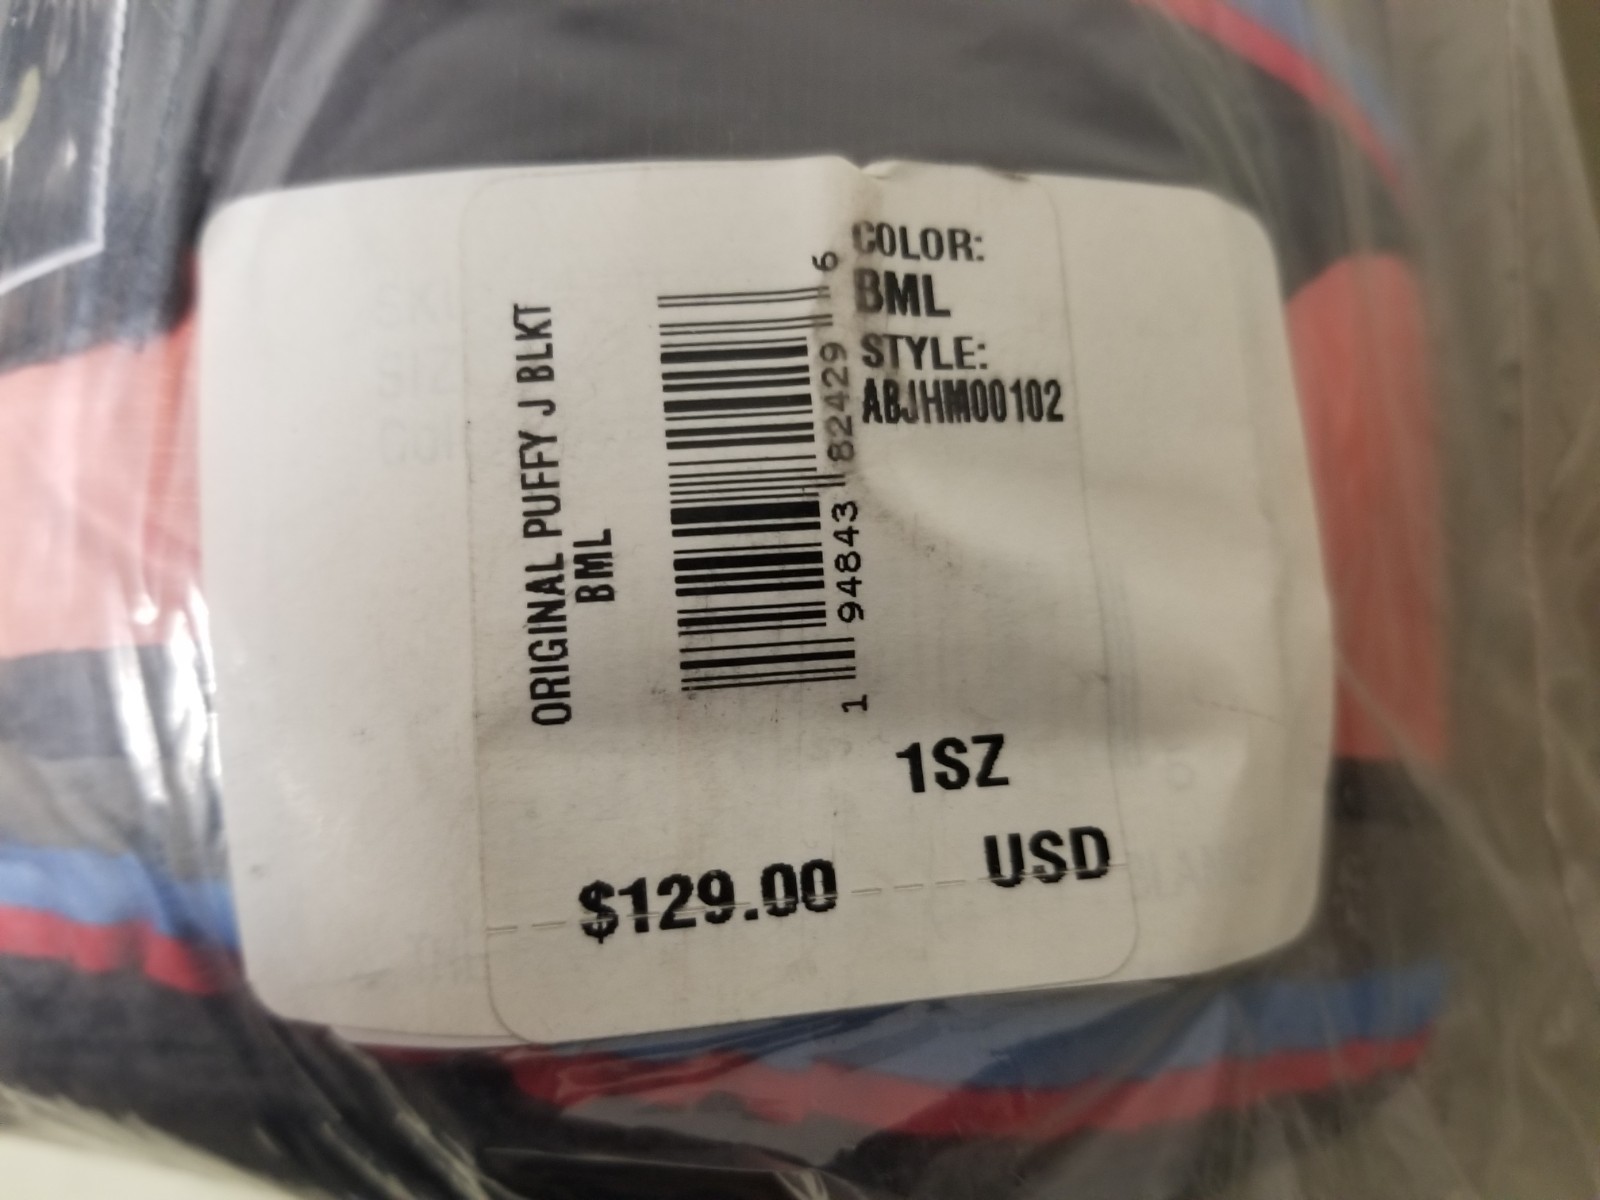 COLOR:
BML
STYLE:
ABJHM00102
ORIGINAL PUFFY J BLKT
BML
1 94843 82429 6
1SZ
$129.00 USD